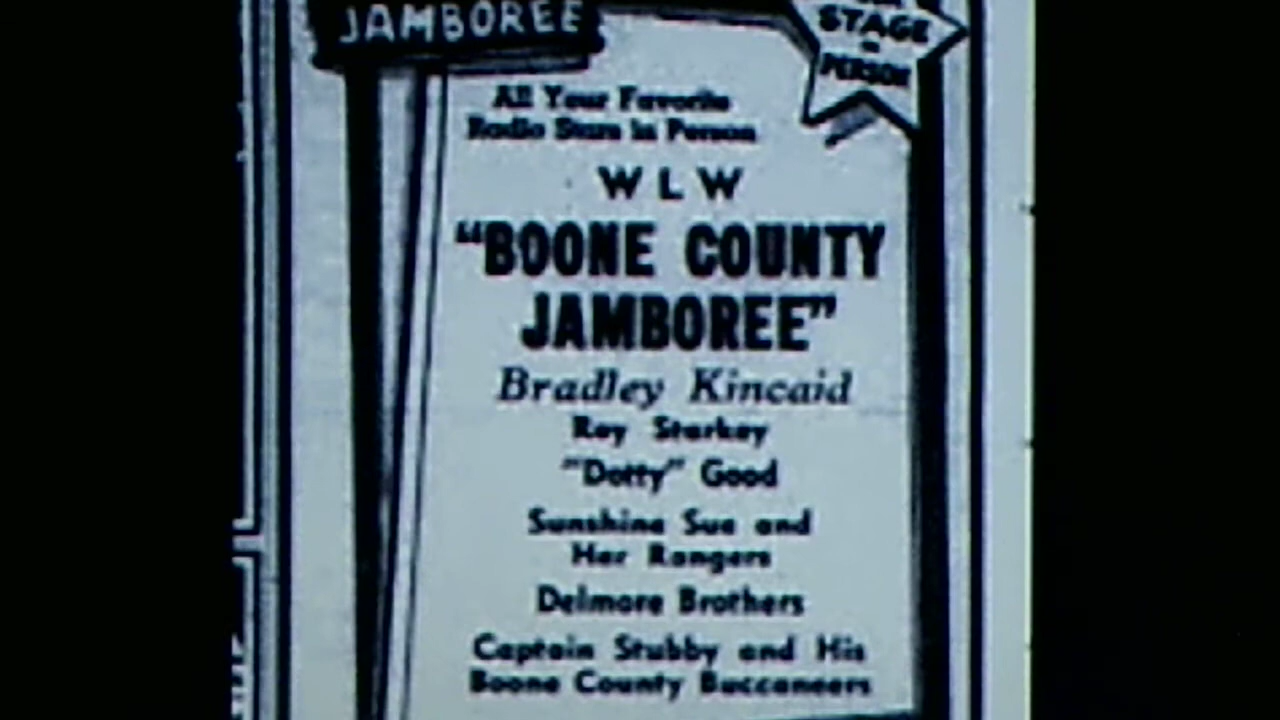 JAMBOREE
STAGE
PERSON
All Your Favorite
Radio Stars in Person
WLW
"BOONE COUNTY
JAMBOREE"
Bradley Kincaid
Roy Starkey
"Dotty" Good
Sunshine Sue and
Her Rangers
Delmore Brothers
Captain Stubby and His
Boone County Buccaneers